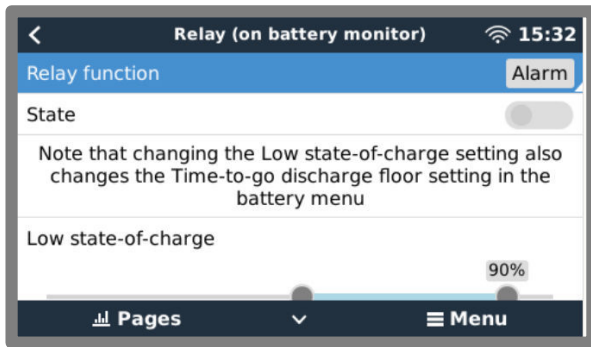 Relay (on battery monitor) 15:32
Relay function Alarm
State
Note that changing the Low state-of-charge setting also
changes the Time-to-go discharge floor setting in the
battery menu
Low state-of-charge
90%
Pages Menu